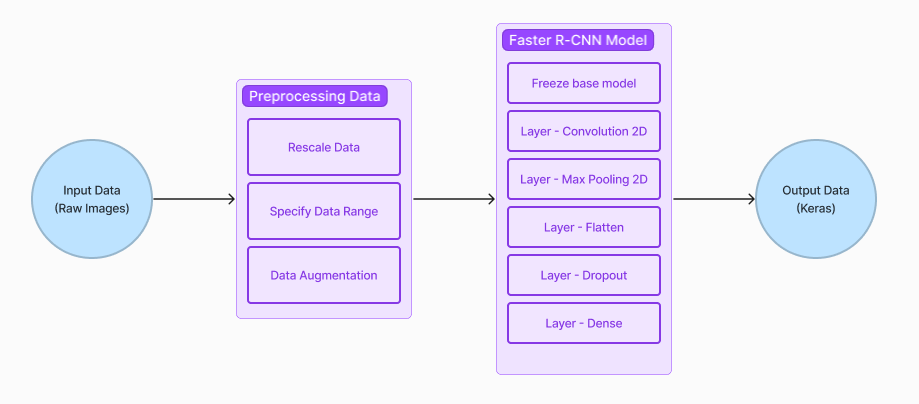 Input Data
(Raw Images)
Preprocessing Data
Rescale Data
Specify Data Range
Data Augmentation
Faster R-CNN Model
Freeze base model
Layer - Convolution 2D
Layer - Max Pooling 2D
Layer - Flatten
Layer - Dropout
Layer - Dense
Output Data
(Keras)